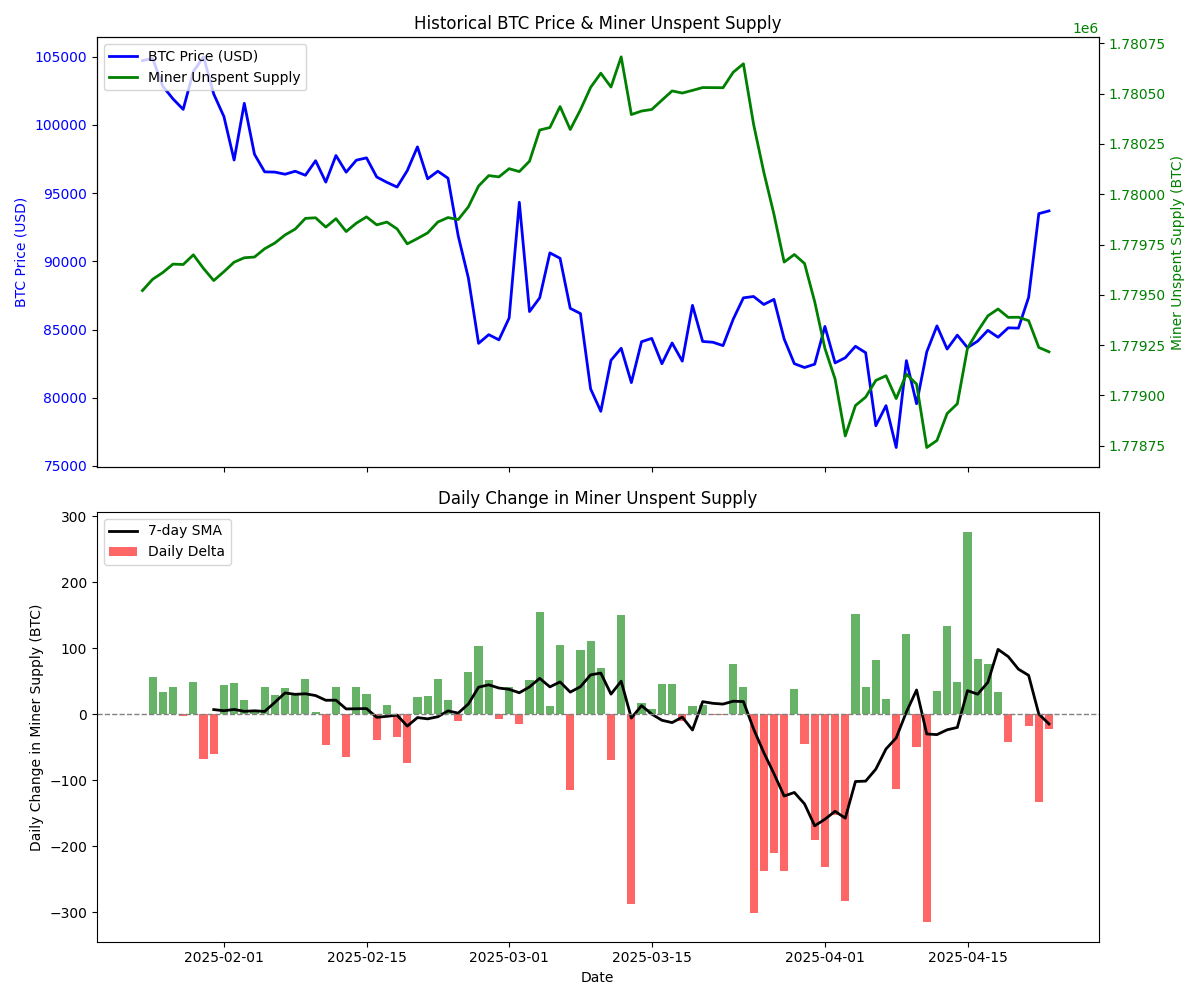 Historical BTC Price & Miner Unspent Supply
1e6
BTC Price (USD)
Miner Unspent Supply
105000
100000
95000
90000
85000
80000
75000
BTC Price (USD)
1.78075
1.78050
1.78025
1.78000
1.77975
1.77950
1.77925
1.77900
1.77875
Miner Unspent Supply (BTC)
Daily Change in Miner Unspent Supply
7-day SMA
Daily Delta
300
200
100
0
−100
−200
−300
Daily Change in Miner Supply (BTC)
2025-02-01
2025-02-15
2025-03-01
2025-03-15
2025-04-01
2025-04-15
Date